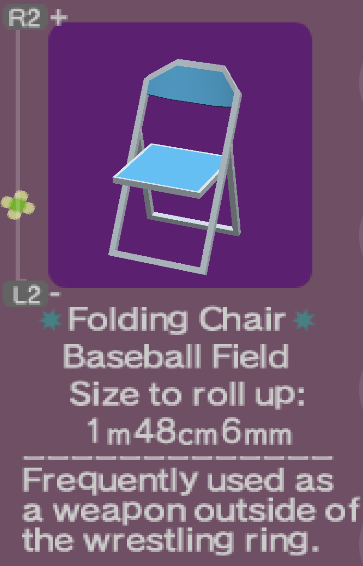 R2 +
L2 -
Folding Chair
Baseball Field
Size to roll up:
1m48cm6mm
Frequently used as
a weapon outside of
the wrestling ring.